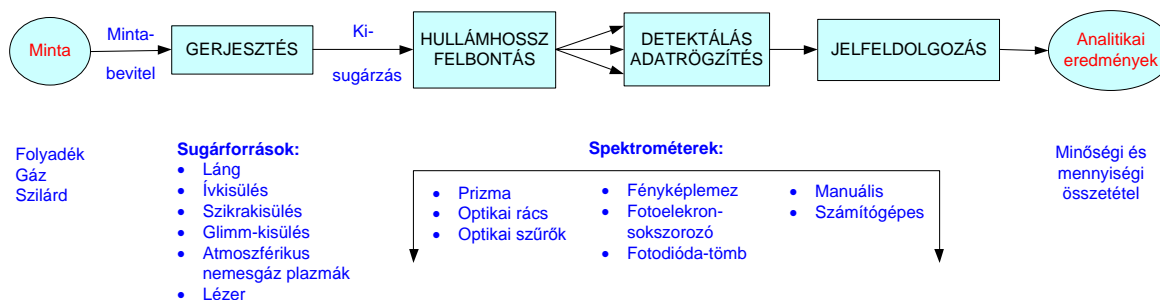 Minta
Minta-
bevitel
GERJESZTÉS
Ki-
sugárzás
HULLÁMHOSSZ
FELBONTÁS
DETEKTÁLÁS
ADATRÖGZÍTÉS
JELFELDOLGOZÁS
Analitikai
eredmények
Folyadék
Gáz
Szilárd
Sugárforrások:
• Láng
• Ívkisülés
• Szikrakisülés
• Glimm-kisülés
• Atmoszférikus
nemesgáz plazmák
• Lézer
Spektrométerek:
• Prizma
• Optikai rács
• Optikai szűrők
• Fényképlemez
• Fotoelekron-
sokszorozó
• Fotodióda-tömb
• Manuális
• Számítógépes
Minőségi és
mennyiségi
összetétel